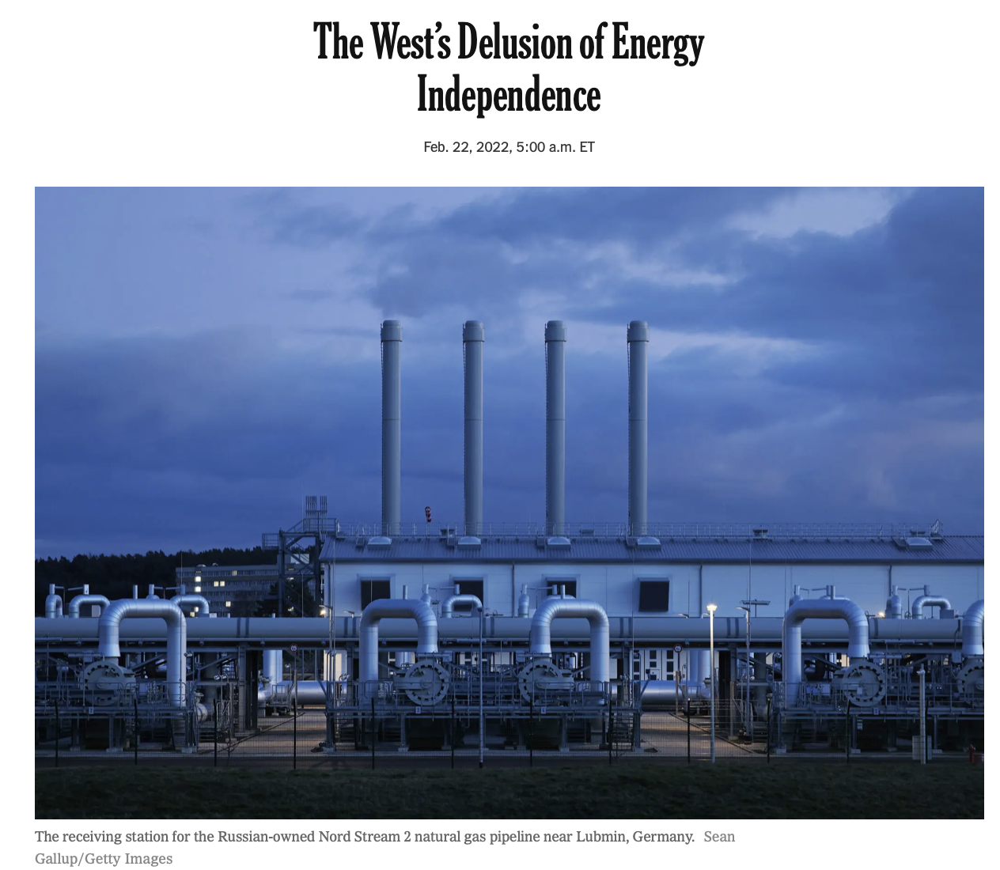 The West’s Delusion of Energy
Independence
Feb. 22, 2022, 5:00 a.m. ET
The receiving station for the Russian-owned Nord Stream 2 natural gas pipeline near Lubmin, Germany. Sean
Gallup/Getty Images